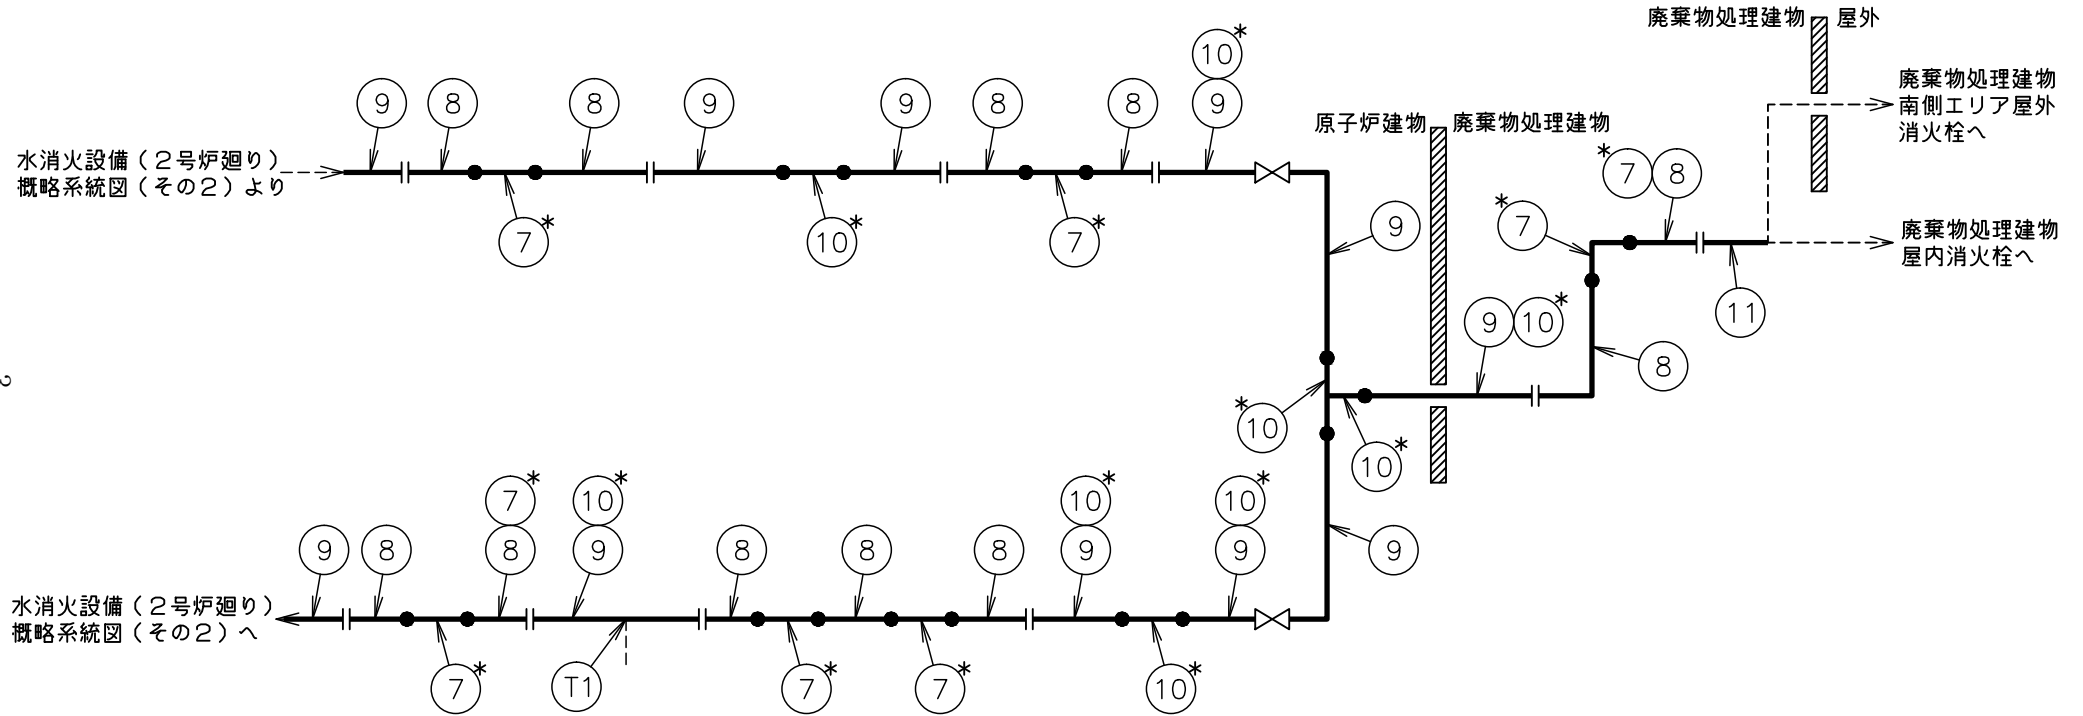 廃棄物処理建物 屋外
10*
9 8 8 9 9 8 8 9
廃棄物処理建物
南側エリア屋外
消火栓へ
原子炉建物 廃棄物処理建物
水消火設備(2号炉廻り)
概略系統図(その2)より
*7 8
7* 10* 7*
9
*7
廃棄物処理建物
屋内消火栓へ
9 10*
11
8
*10
10*
7* 10* 10* 10*
9 8 8 9 8 8 8 9 9
9
水消火設備(2号炉廻り)
概略系統図(その2)へ
7* T1 7* 7* 10*